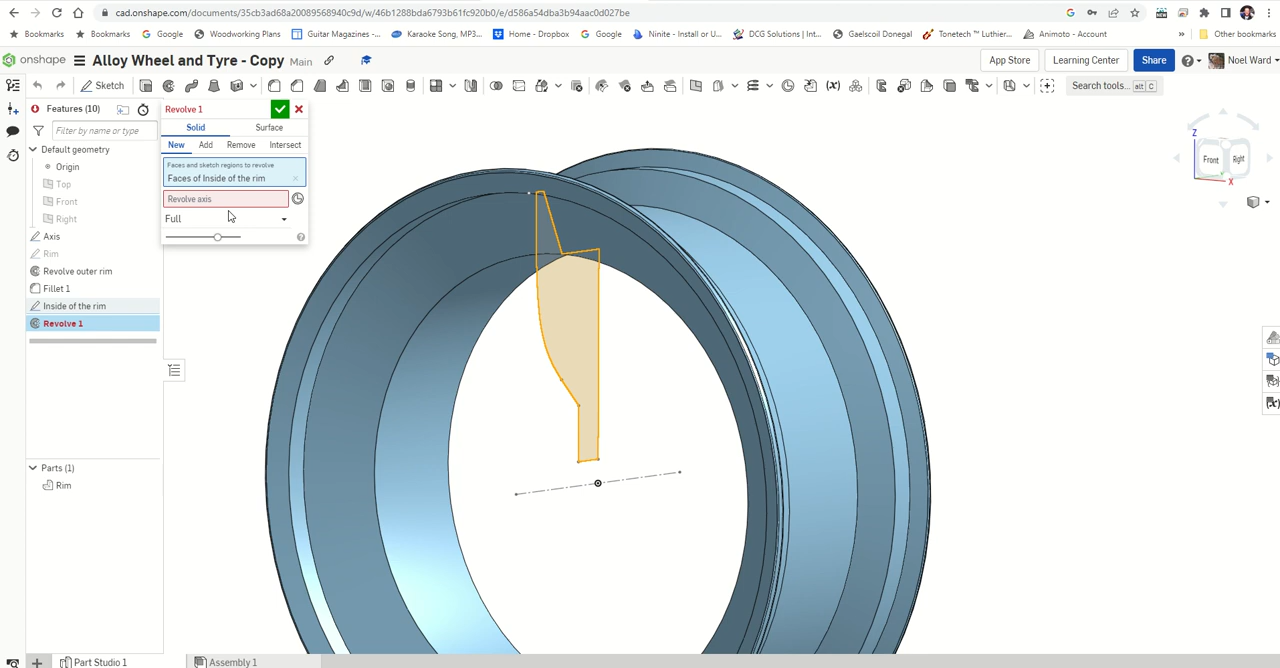 cad.onshape.com/documents/35cb3ad68a20089568940c9d/w/46b1288bda6793b61fc920b0/e/d586a54dba3b94aac0d027be
Bookmarks Bookmarks Google Woodworking Plans Guitar Magazines -... Karaoke Song, MP3... Home - Dropbox Google Ninite - Install or U... DCG Solutions | Int... Gaelscoil Donegal Tonetech ™ Luthier... Animoto - Account » Other bookmarks
onshape Alloy Wheel and Tyre - Copy Main App Store Learning Center Share Noel Ward
Sketch Search tools... alt C
Features (10)
Filter by name or type
Default geometry
Origin
Top
Front
Right
Axis
Rim
Revolve outer rim
Fillet 1
Inside of the rim
Revolve 1
Revolve 1
Solid Surface
New Add Remove Intersect
Faces and sketch regions to revolve
Faces of Inside of the rim
Revolve axis
Full
Z
Front Right
X
Parts (1)
Rim
Part Studio 1 Assembly 1